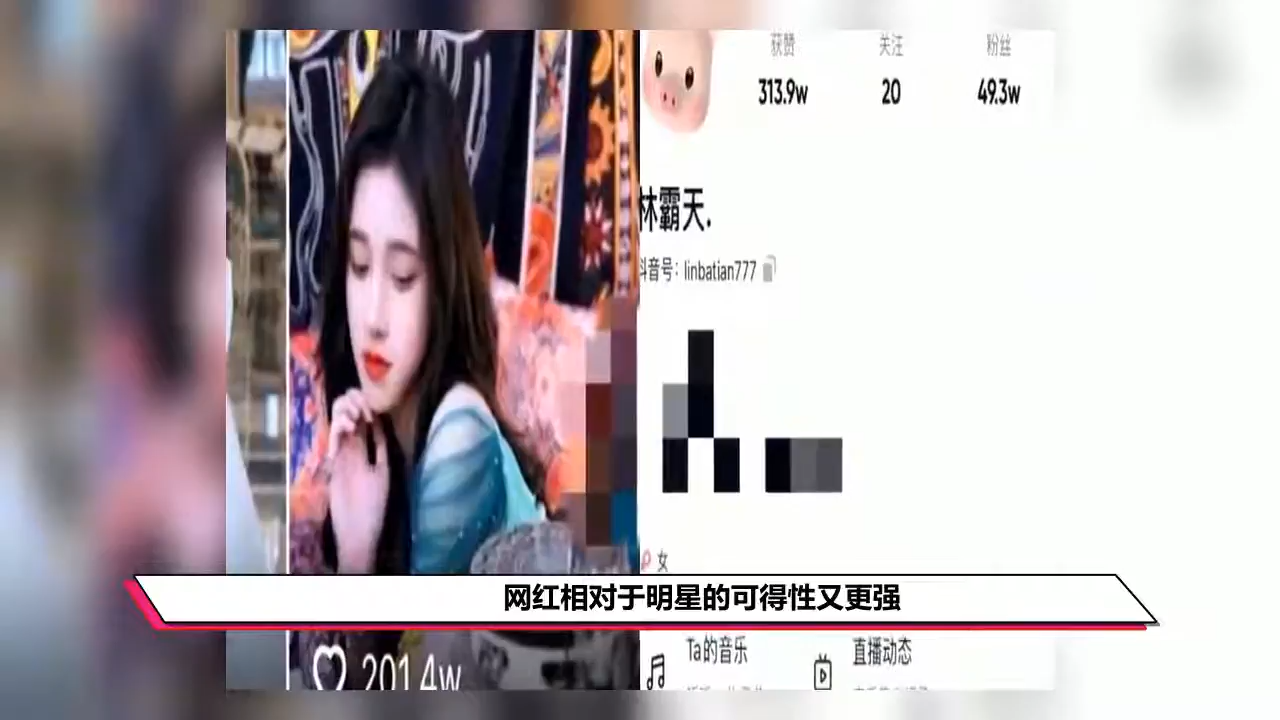 获赞 关注 粉丝
313.9w 20 49.3w
林霸天.
抖音号：linbatian777
女
网红相对于明星的可得性又更强
Ta的音乐 直播动态
201.4w